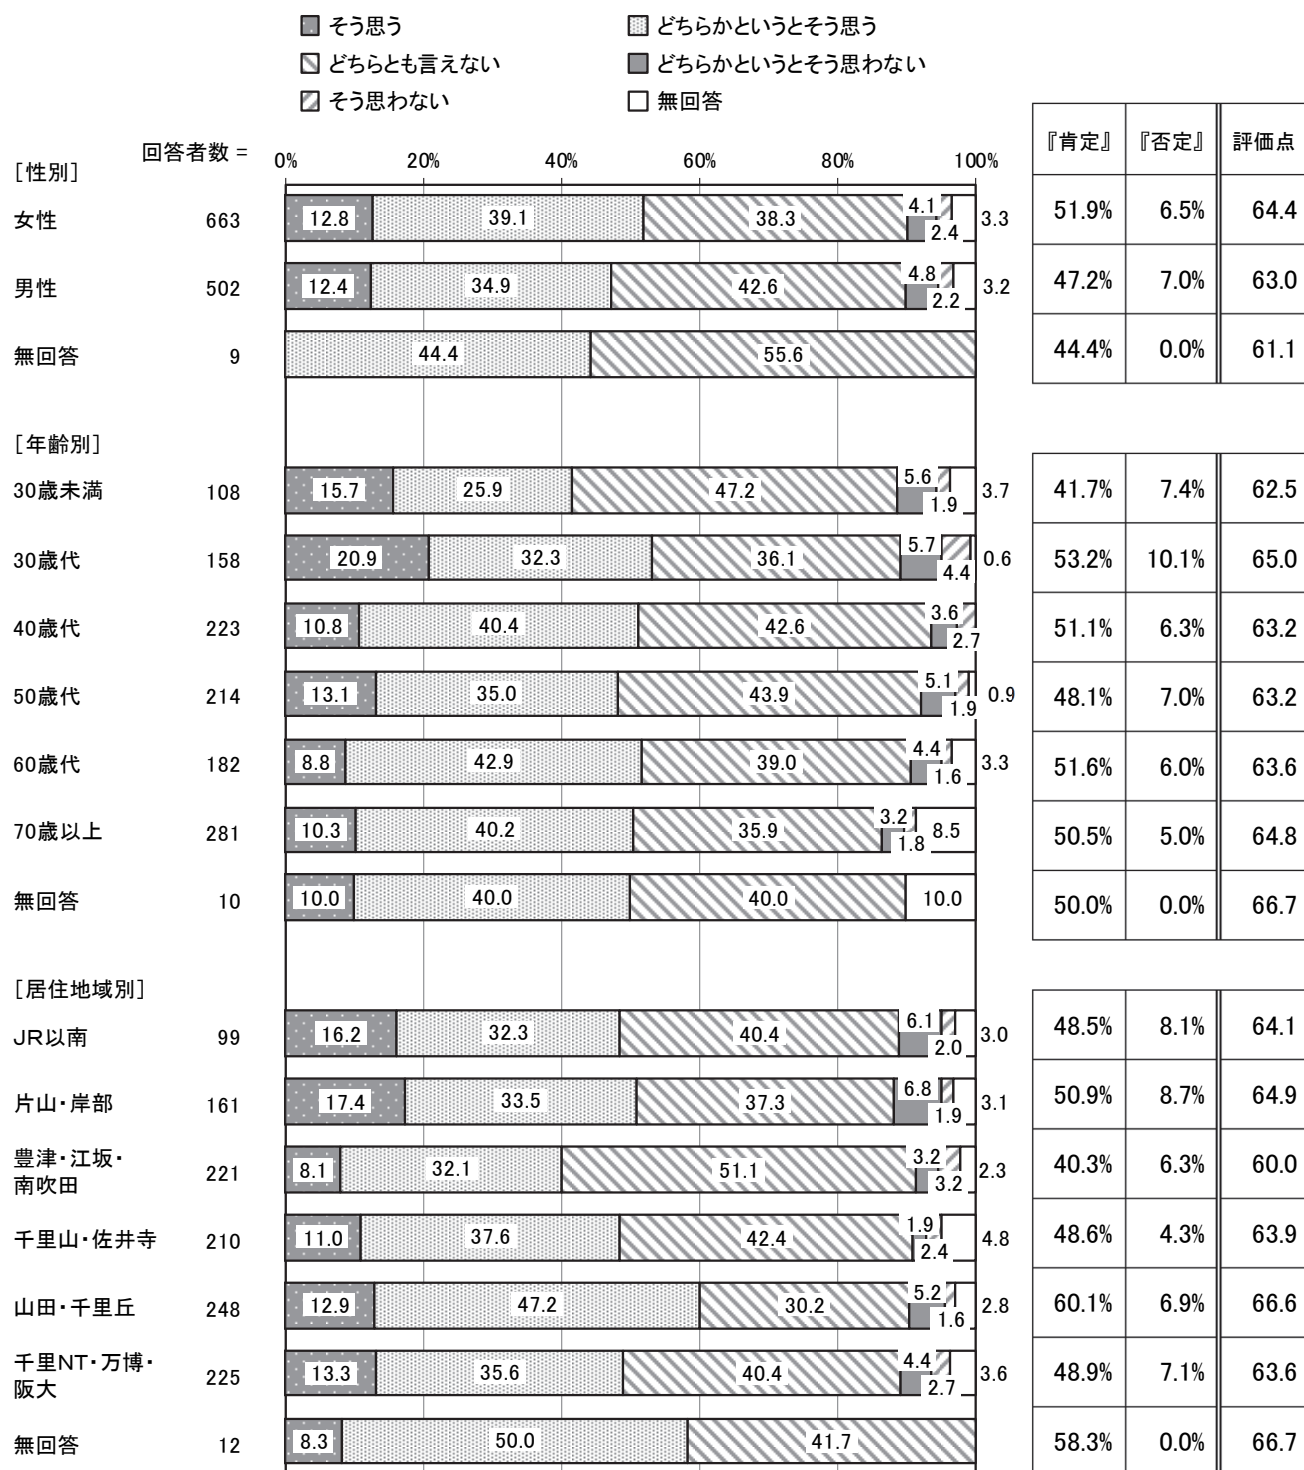 そう思う どちらかというとそう思う
どちらとも言えない どちらかというとそう思わない
そう思わない 無回答
『肯定』 『否定』 評価点
回答者数 = 0% 20% 40% 60% 80% 100%
［性別］
女性 663 12.8 39.1 38.3 4.1 2.4 3.3 51.9% 6.5% 64.4
男性 502 12.4 34.9 42.6 4.8 2.2 3.2 47.2% 7.0% 63.0
無回答 9 44.4 55.6 44.4% 0.0% 61.1
［年齢別］
30歳未満 108 15.7 25.9 47.2 5.6 1.9 3.7 41.7% 7.4% 62.5
30歳代 158 20.9 32.3 36.1 5.7 4.4 0.6 53.2% 10.1% 65.0
40歳代 223 10.8 40.4 42.6 3.6 2.7 51.1% 6.3% 63.2
50歳代 214 13.1 35.0 43.9 5.1 1.9 0.9 48.1% 7.0% 63.2
60歳代 182 8.8 42.9 39.0 4.4 1.6 3.3 51.6% 6.0% 63.6
70歳以上 281 10.3 40.2 35.9 3.2 1.8 8.5 50.5% 5.0% 64.8
無回答 10 10.0 40.0 40.0 10.0 50.0% 0.0% 66.7
［居住地域別］
JR以南 99 16.2 32.3 40.4 6.1 2.0 3.0 48.5% 8.1% 64.1
片山・岸部 161 17.4 33.5 37.3 6.8 1.9 3.1 50.9% 8.7% 64.9
豊津・江坂・
南吹田 221 8.1 32.1 51.1 3.2 3.2 2.3 40.3% 6.3% 60.0
千里山・佐井寺 210 11.0 37.6 42.4 1.9 2.4 4.8 48.6% 4.3% 63.9
山田・千里丘 248 12.9 47.2 30.2 5.2 1.6 2.8 60.1% 6.9% 66.6
千里NT・万博・
阪大 225 13.3 35.6 40.4 4.4 2.7 3.6 48.9% 7.1% 63.6
無回答 12 8.3 50.0 41.7 58.3% 0.0% 66.7